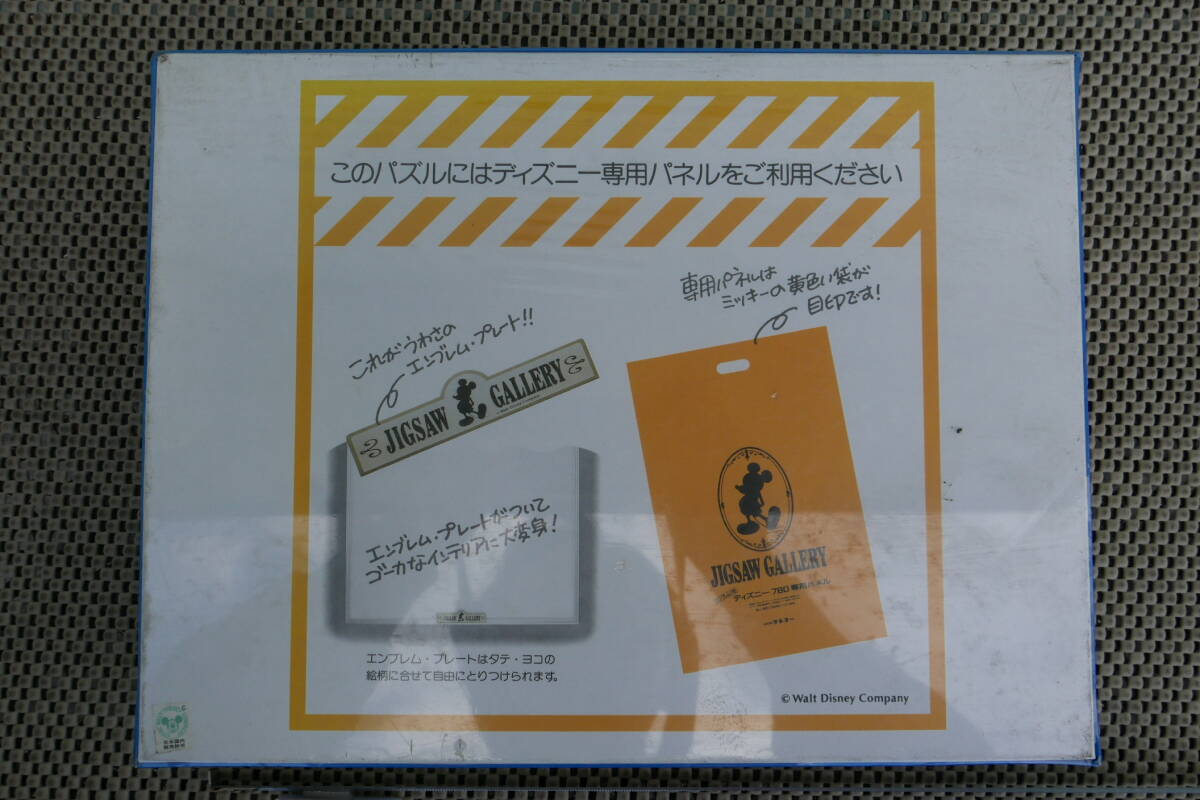 このパズルにはディズニー専用パネルをご利用ください
専用パネルは
ミッキーの黄色い袋が
目印です!
これがうわさの
エンブレム・プレート!!
JIGSAW GALLERY
エンブレム・プレートがついて
ゴーカなインテリアに大変身!
JIGSAW GALLERY
エンブレム・プレートはタテ・ヨコの
絵柄に合せて自由にとりつけられます。
JIGSAW GALLERY
ディズニー780専用パネル
© Walt Disney Company